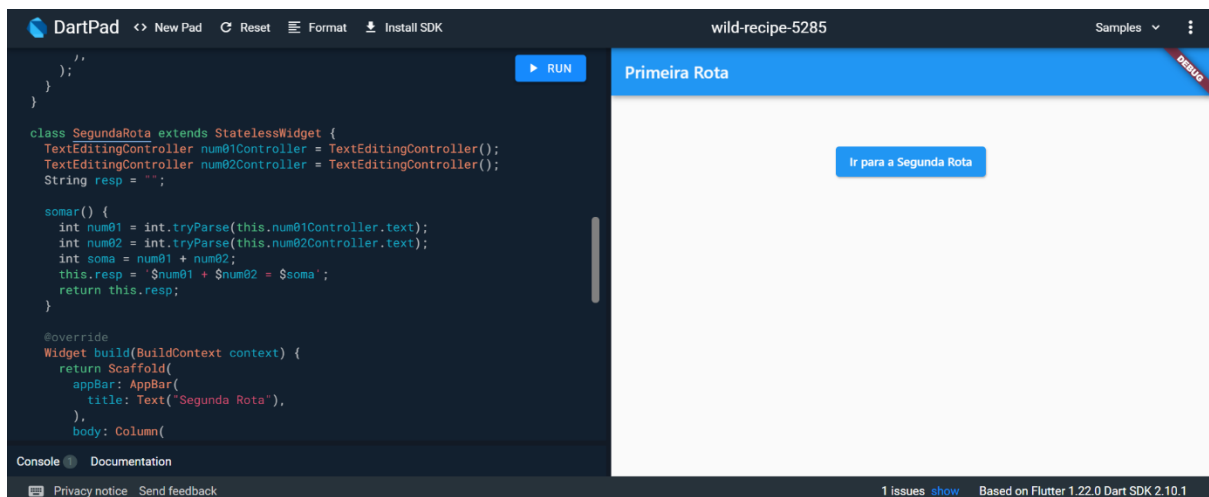 DartPad <> New Pad Reset Format Install SDK wild-recipe-5285 Samples
),
);
}
}
class SegundaRota extends StatelessWidget {
TextEditingController num01Controller = TextEditingController();
TextEditingController num02Controller = TextEditingController();
String resp = "";
somar() {
int num01 = int.tryParse(this.num01Controller.text);
int num02 = int.tryParse(this.num02Controller.text);
int soma = num01 + num02;
this.resp = '$num01 + $num02 = $soma';
return this.resp;
}
@override
Widget build(BuildContext context) {
return Scaffold(
appBar: AppBar(
title: Text("Segunda Rota"),
),
body: Column(
RUN
Primeira Rota
DEBUG
Ir para a Segunda Rota
Console 1 Documentation
Privacy notice Send feedback 1 issues show Based on Flutter 1.22.0 Dart SDK 2.10.1